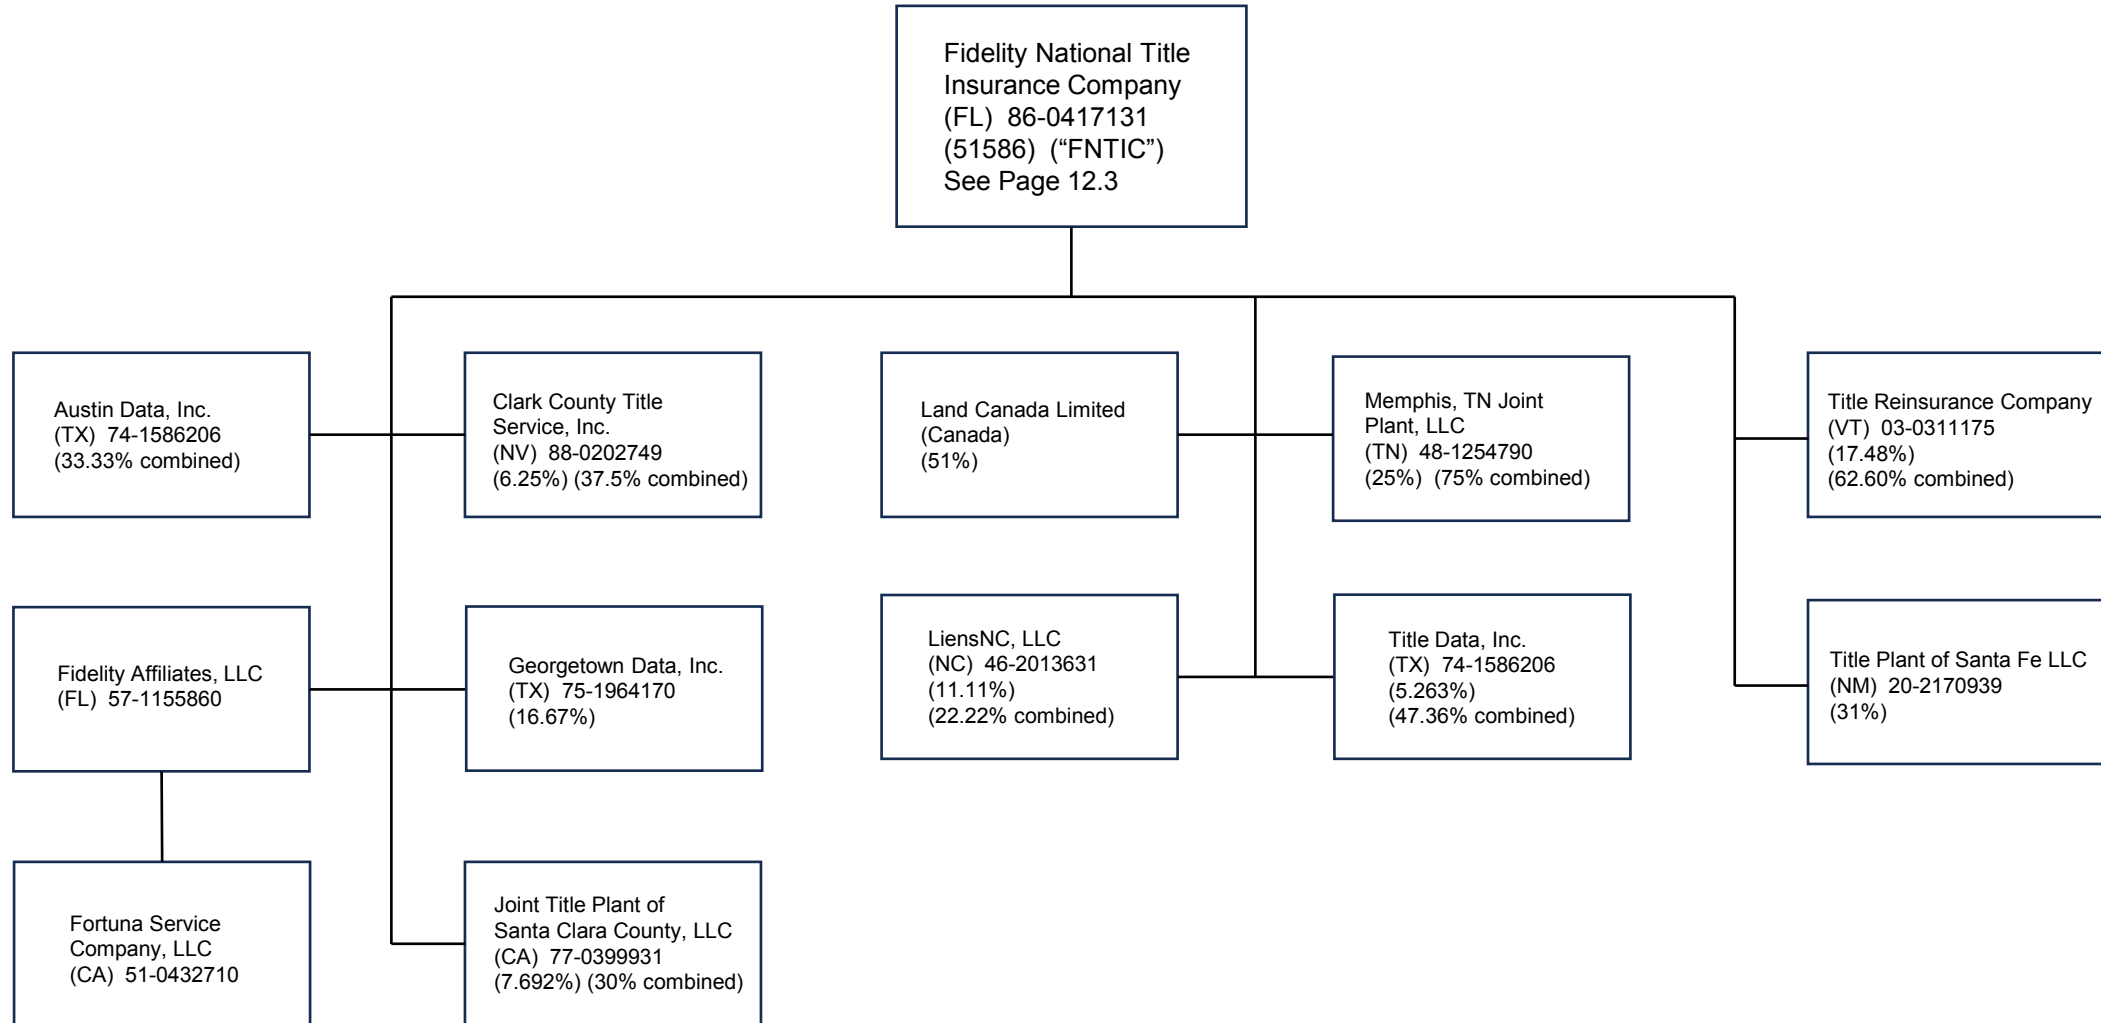 Fidelity National Title
Insurance Company
(FL) 86-0417131
(51586) (“FNTIC”)
See Page 12.3
Austin Data, Inc.
(TX) 74-1586206
(33.33% combined)
Clark County Title
Service, Inc.
(NV) 88-0202749
(6.25%) (37.5% combined)
Land Canada Limited
(Canada)
(51%)
Memphis, TN Joint
Plant, LLC
(TN) 48-1254790
(25%) (75% combined)
Title Reinsurance Company
(VT) 03-0311175
(17.48%)
(62.60% combined)
Fidelity Affiliates, LLC
(FL) 57-1155860
Georgetown Data, Inc.
(TX) 75-1964170
(16.67%)
LiensNC, LLC
(NC) 46-2013631
(11.11%)
(22.22% combined)
Title Data, Inc.
(TX) 74-1586206
(5.263%)
(47.36% combined)
Title Plant of Santa Fe LLC
(NM) 20-2170939
(31%)
Fortuna Service
Company, LLC
(CA) 51-0432710
Joint Title Plant of
Santa Clara County, LLC
(CA) 77-0399931
(7.692%) (30% combined)